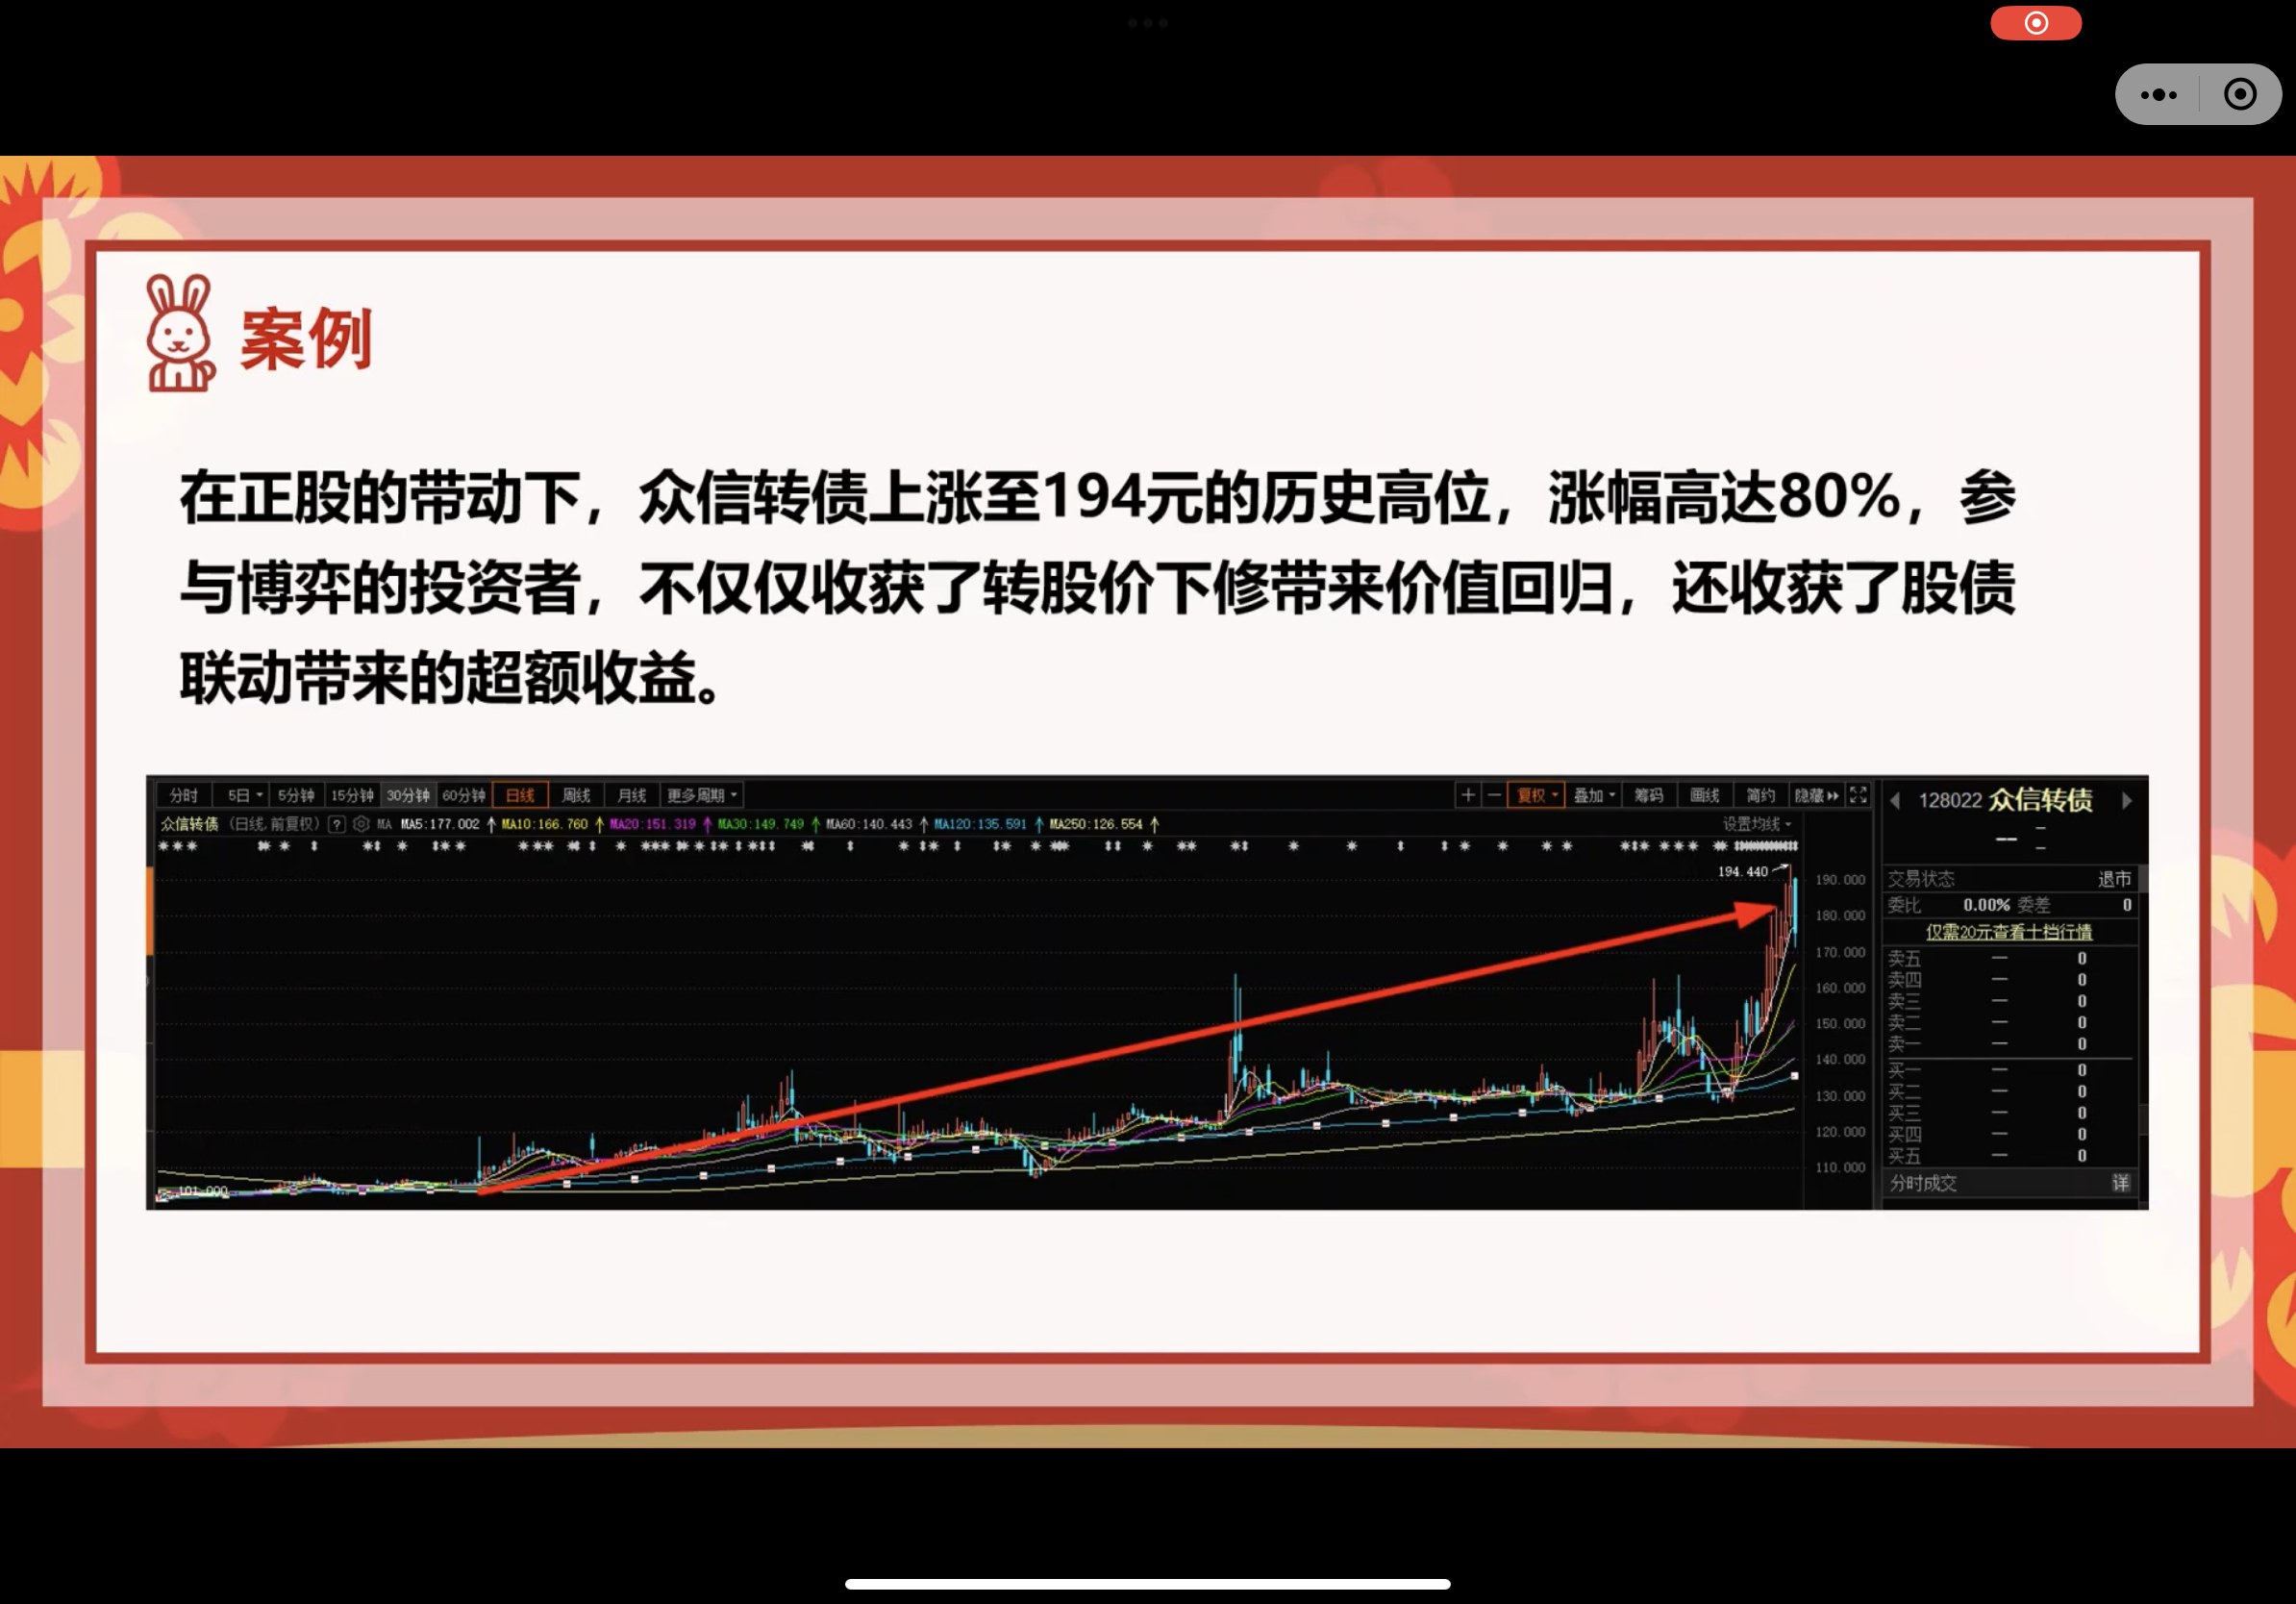 案例
在正股的带动下，众信转债上涨至194元的历史高位，涨幅高达80%，参
与博弈的投资者，不仅仅收获了转股价下修带来价值回归，还收获了股债
联动带来的超额收益。
分时 5日 5分钟 15分钟 30分钟 60分钟 日线 周线 月线 更多周期 复权 叠加 筹码 画线 简约 隐藏
128022 众信转债
众信转债 (日线,前复权) ? MA MA5:177.002 MA10:166.760 MA20:151.319 MA30:149.749 MA60:140.443 MA120:135.591 MA250:126.554
设置均线
194.440
101.000
190.000
180.000
170.000
160.000
150.000
140.000
130.000
120.000
110.000
交易状态 退市
委比 0.00% 委差 0
仅需20元查看十档行情
卖五 — 0
卖四 — 0
卖三 — 0
卖二 — 0
卖一 — 0
买一 — 0
买二 — 0
买三 — 0
买四 — 0
买五 — 0
分时成交 详